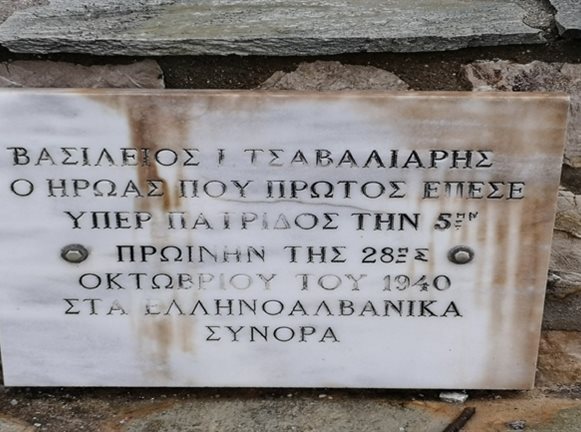 ΒΑΣΙΛΕΙΟΣ Ι. ΤΣΑΒΑΛΙΑΡΗΣ
Ο ΗΡΩΑΣ ΠΟΥ ΠΡΩΤΟΣ ΕΠΕΣΕ
ΥΠΕΡ ΠΑΤΡΙΔΟΣ ΤΗΝ 5ΗΝ
ΠΡΩΙΝΗΝ ΤΗΣ 28ΗΣ
ΟΚΤΩΒΡΙΟΥ ΤΟΥ 1940
ΣΤΑ ΕΛΛΗΝΟΑΛΒΑΝΙΚΑ
ΣΥΝΟΡΑ